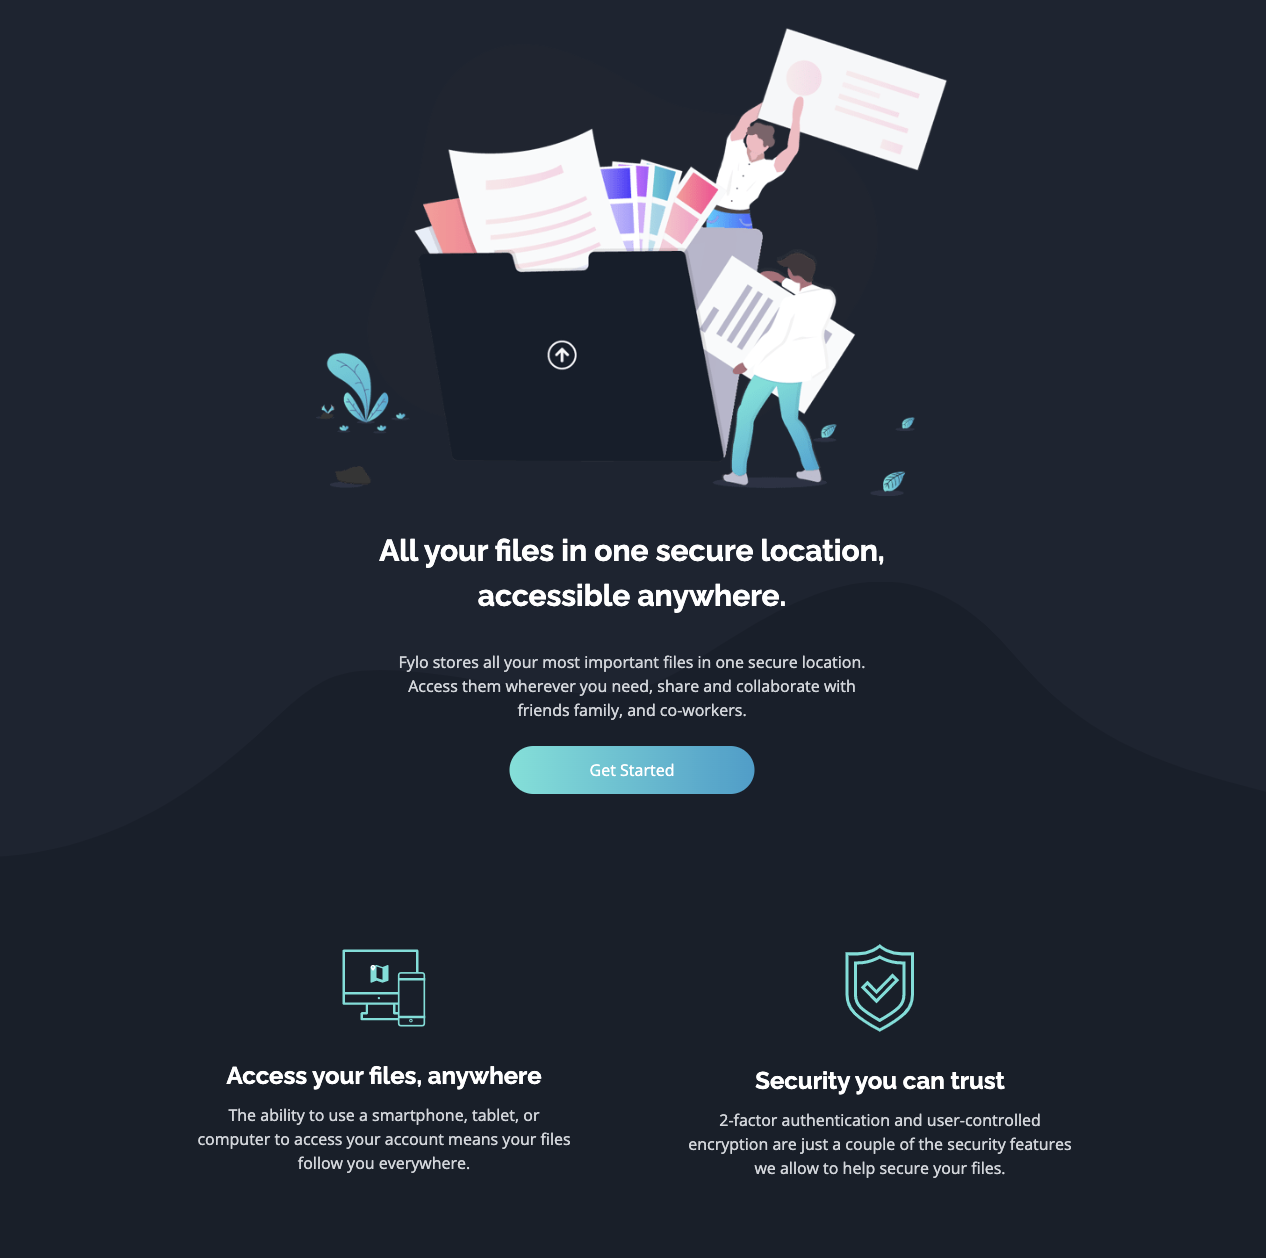 All your files in one secure location,
accessible anywhere.
Fylo stores all your most important files in one secure location.
Access them wherever you need, share and collaborate with
friends family, and co-workers.
Get Started
Access your files, anywhere
The ability to use a smartphone, tablet, or
computer to access your account means your files
follow you everywhere.
Security you can trust
2-factor authentication and user-controlled
encryption are just a couple of the security features
we allow to help secure your files.